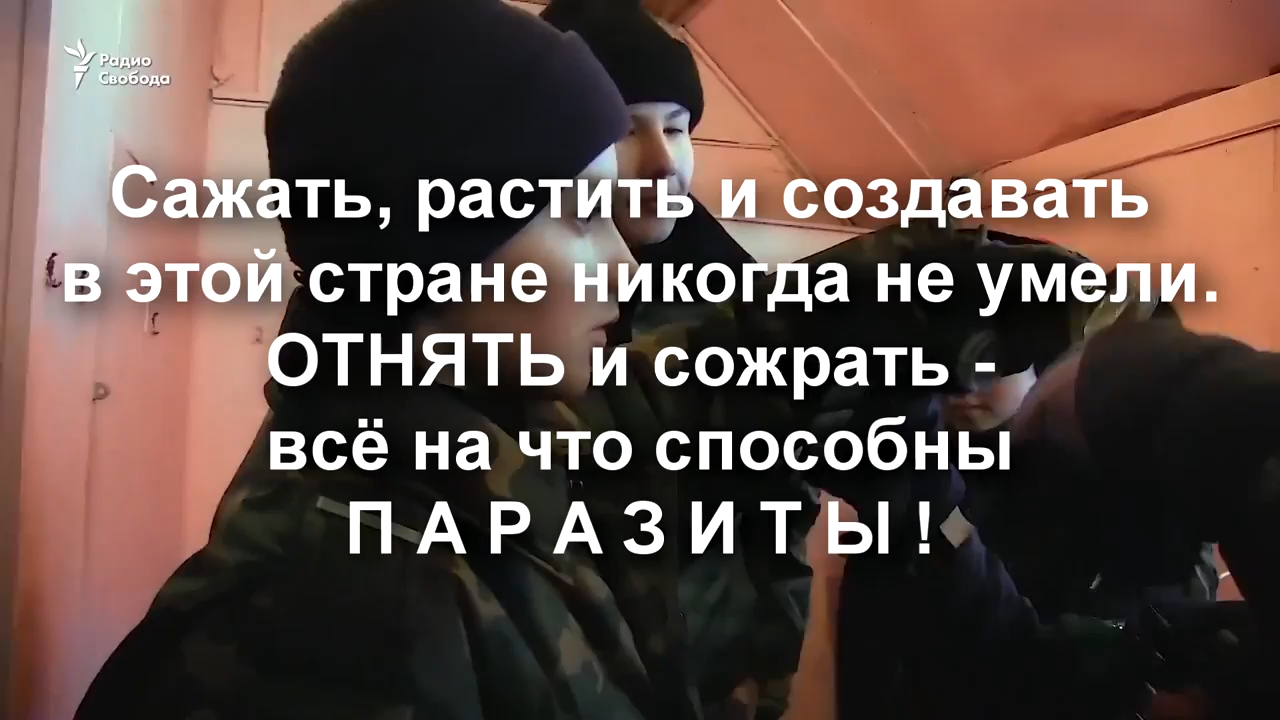 Радио
Свобода
Сажать, растить и создавать
в этой стране никогда не умели.
ОТНЯТЬ и сожрать -
всё на что способны
П А Р А З И Т Ы !